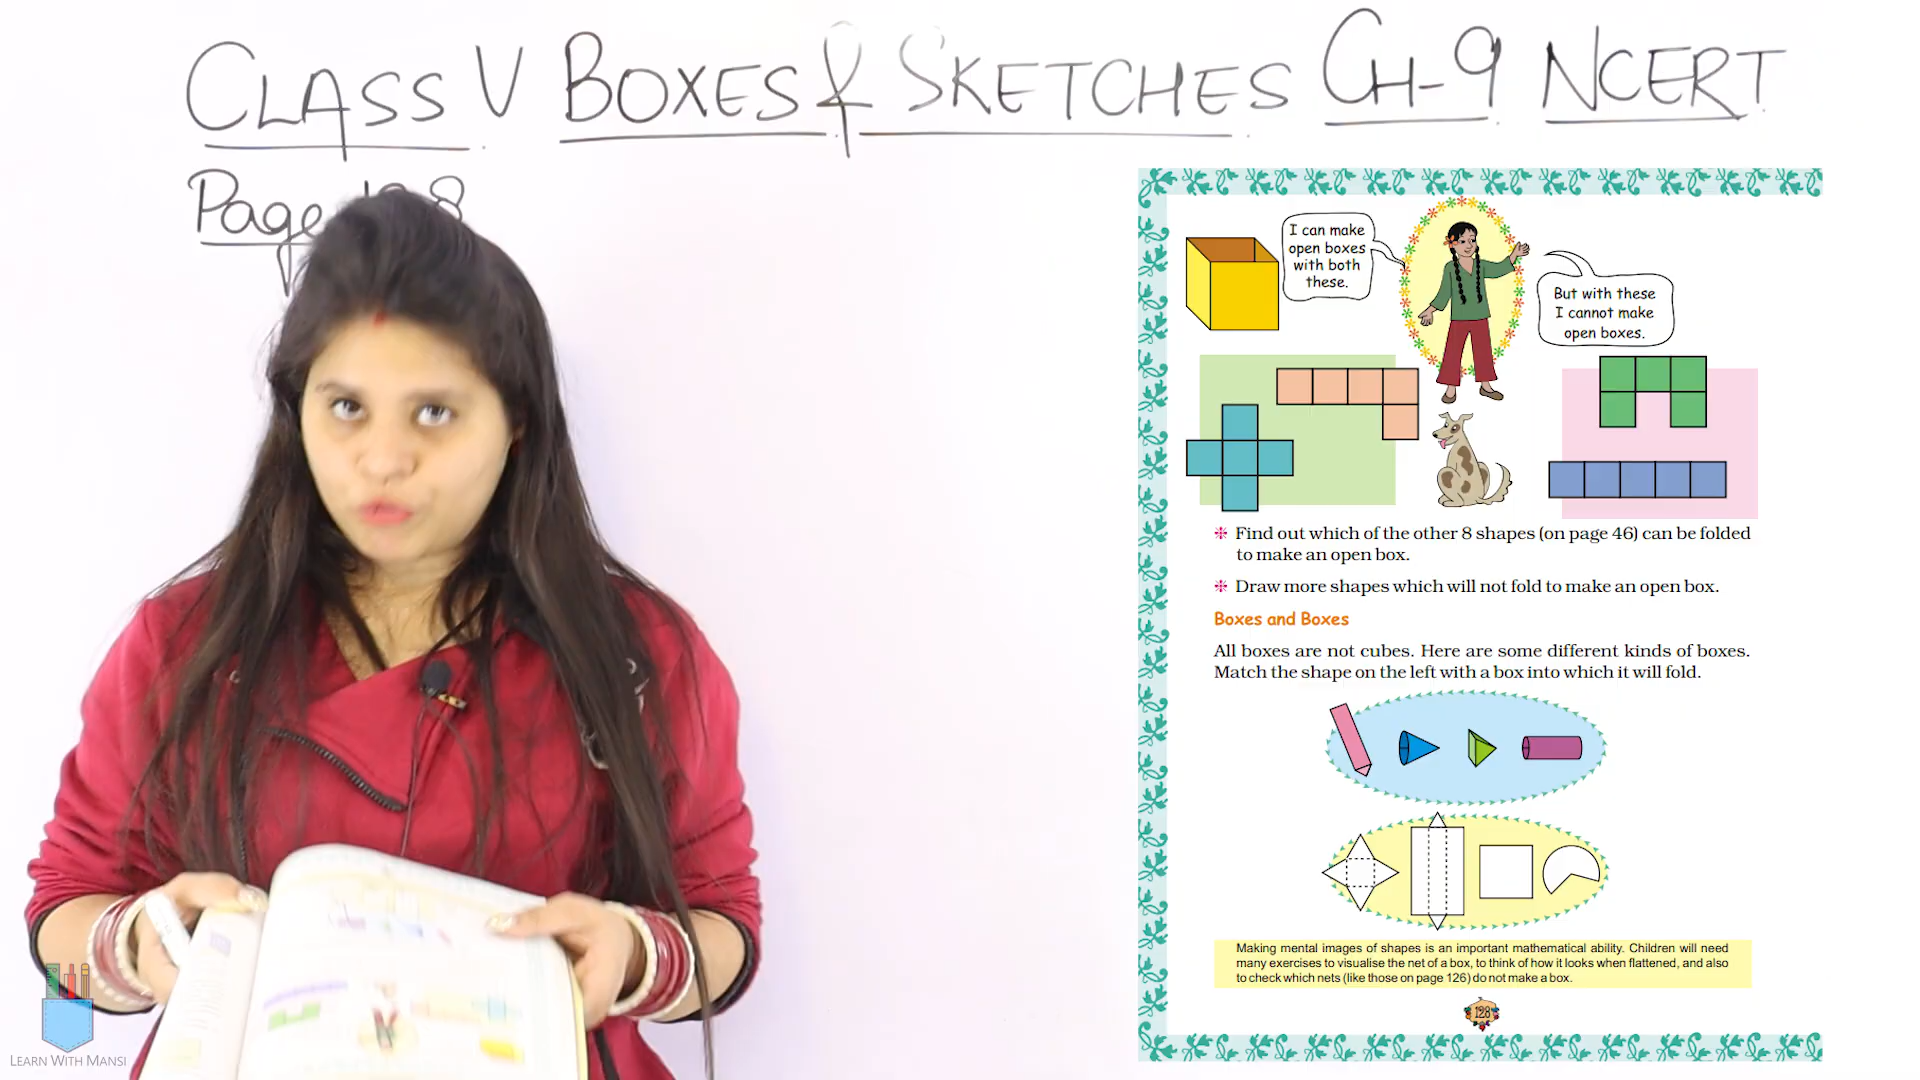 CLASS V BOXES & SKETCHES CH-9 NCERT
Page 128
I can make
open boxes
with both
these.
But with these
I cannot make
open boxes.
Find out which of the other 8 shapes (on page 46) can be folded
to make an open box.
Draw more shapes which will not fold to make an open box.
Boxes and Boxes
All boxes are not cubes. Here are some different kinds of boxes.
Match the shape on the left with a box into which it will fold.
Making mental images of shapes is an important mathematical ability. Children will need
many exercises to visualise the net of a box, to think of how it looks when flattened, and also
to check which nets (like those on page 126) do not make a box.
128
LEARN WITH MANSI